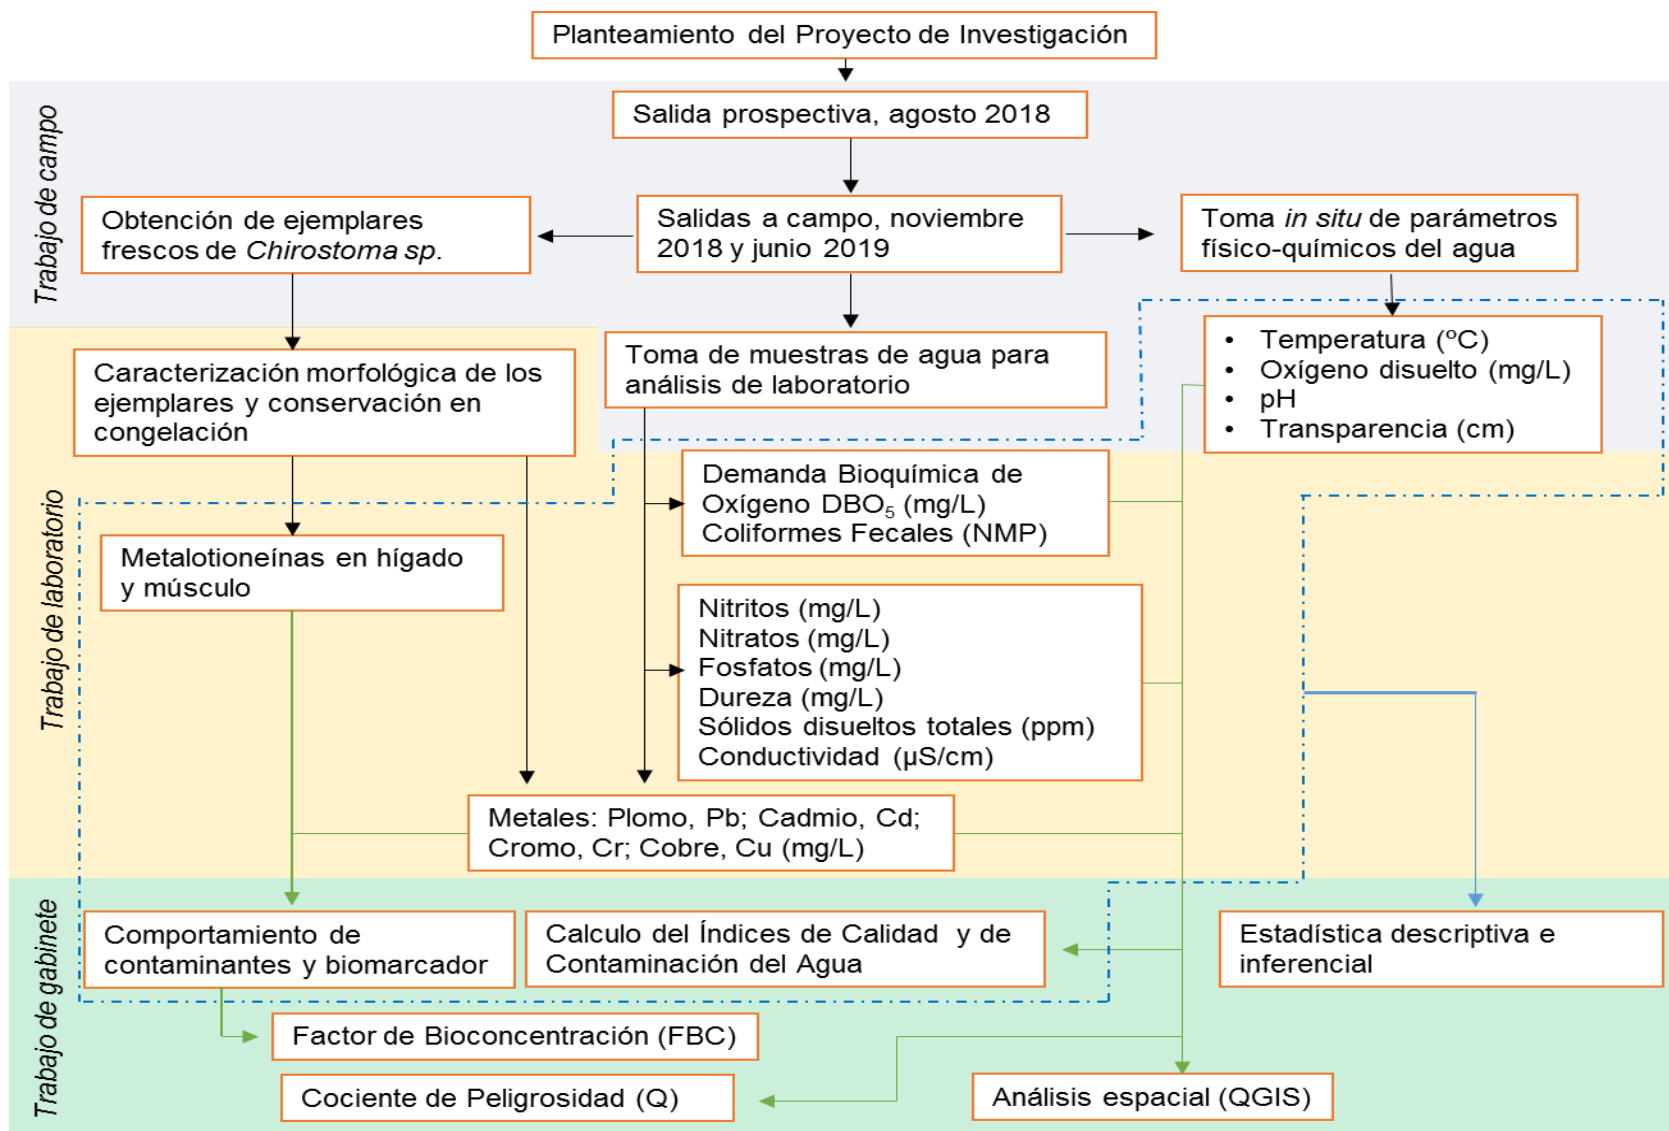 Planteamiento del Proyecto de Investigación
Trabajo de campo
Salida prospectiva, agosto 2018
Obtención de ejemplares
frescos de Chirostoma sp.
Salidas a campo, noviembre
2018 y junio 2019
Toma in situ de parámetros
físico-químicos del agua
Toma de muestras de agua para
análisis de laboratorio
• Temperatura (ºC)
• Oxígeno disuelto (mg/L)
• pH
• Transparencia (cm)
Trabajo de laboratorio
Caracterización morfológica de los
ejemplares y conservación en
congelación
Demanda Bioquímica de
Oxígeno DBO₅ (mg/L)
Coliformes Fecales (NMP)
Metalotioneínas en hígado
y músculo
Nitritos (mg/L)
Nitratos (mg/L)
Fosfatos (mg/L)
Dureza (mg/L)
Sólidos disueltos totales (ppm)
Conductividad (µS/cm)
Metales: Plomo, Pb; Cadmio, Cd;
Cromo, Cr; Cobre, Cu (mg/L)
Trabajo de gabinete
Comportamiento de
contaminantes y biomarcador
Calculo del Índices de Calidad y de
Contaminación del Agua
Estadística descriptiva e
inferencial
Factor de Bioconcentración (FBC)
Cociente de Peligrosidad (Q)
Análisis espacial (QGIS)